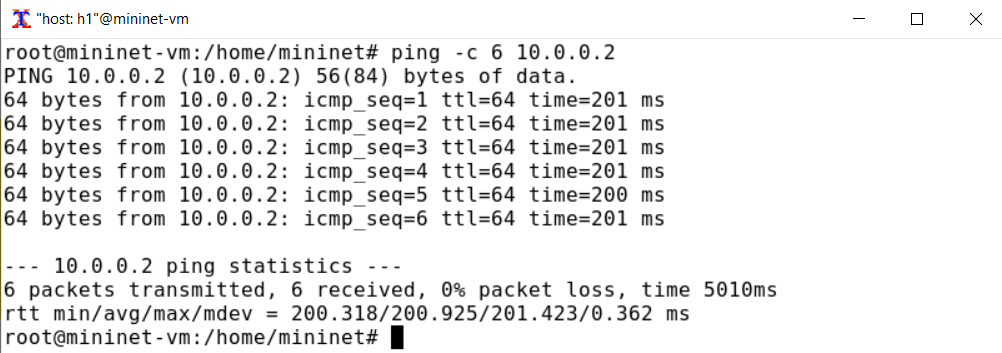 "host: h1"@mininet-vm
root@mininet-vm:/home/mininet# ping -c 6 10.0.0.2
PING 10.0.0.2 (10.0.0.2) 56(84) bytes of data.
64 bytes from 10.0.0.2: icmp_seq=1 ttl=64 time=201 ms
64 bytes from 10.0.0.2: icmp_seq=2 ttl=64 time=201 ms
64 bytes from 10.0.0.2: icmp_seq=3 ttl=64 time=201 ms
64 bytes from 10.0.0.2: icmp_seq=4 ttl=64 time=201 ms
64 bytes from 10.0.0.2: icmp_seq=5 ttl=64 time=200 ms
64 bytes from 10.0.0.2: icmp_seq=6 ttl=64 time=201 ms
--- 10.0.0.2 ping statistics ---
6 packets transmitted, 6 received, 0% packet loss, time 5010ms
rtt min/avg/max/mdev = 200.318/200.925/201.423/0.362 ms
root@mininet-vm:/home/mininet#